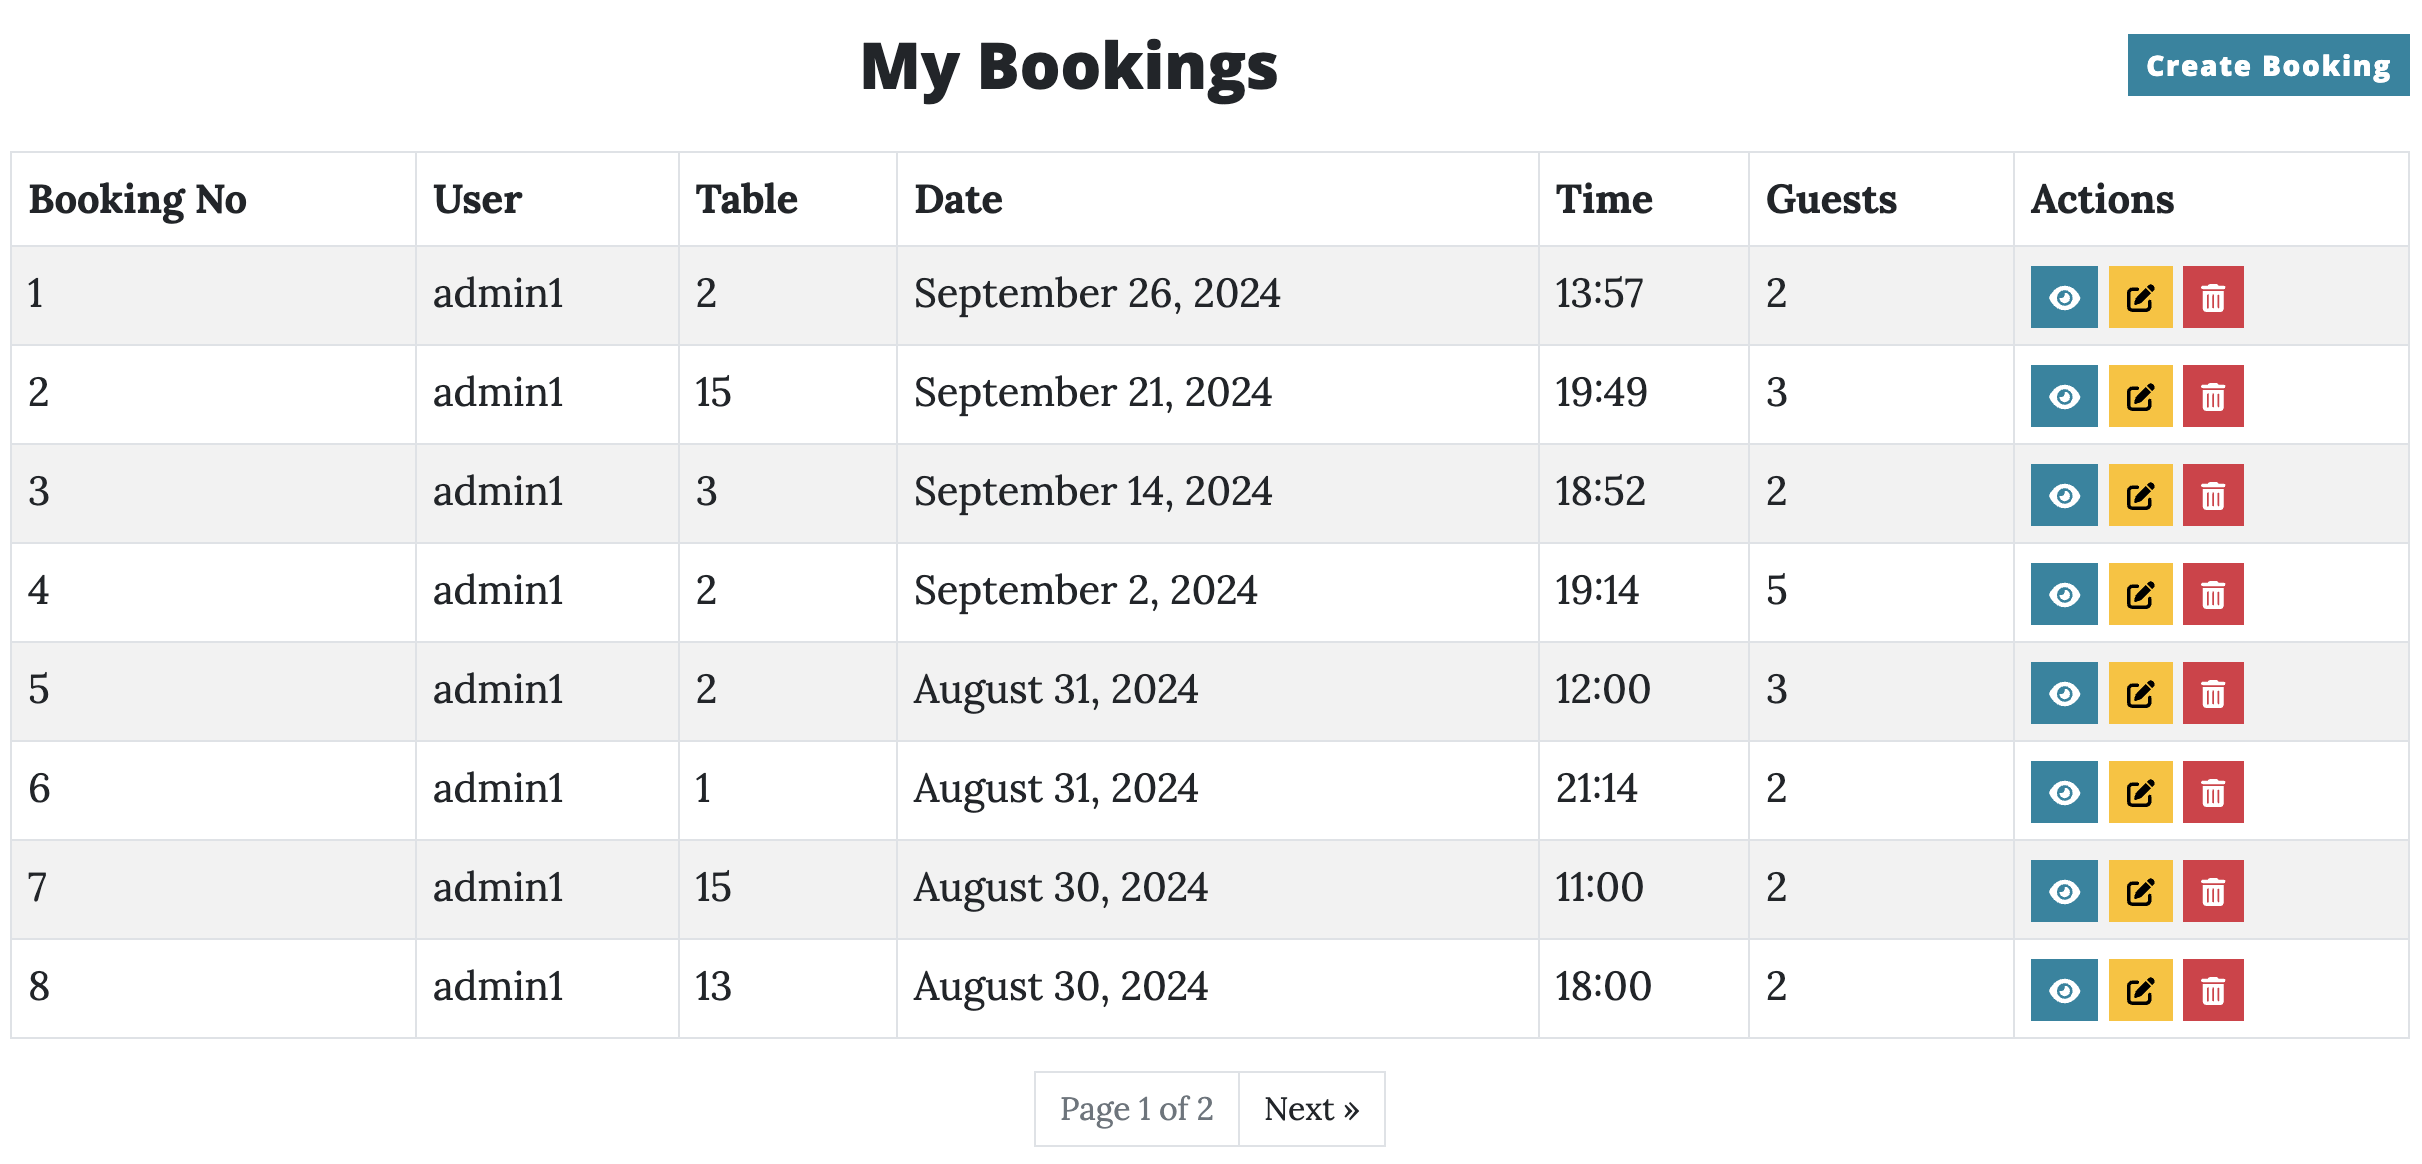 My Bookings
Create Booking
Booking No User Table Date Time Guests Actions
1 admin1 2 September 26, 2024 13:57 2
2 admin1 15 September 21, 2024 19:49 3
3 admin1 3 September 14, 2024 18:52 2
4 admin1 2 September 2, 2024 19:14 5
5 admin1 2 August 31, 2024 12:00 3
6 admin1 1 August 31, 2024 21:14 2
7 admin1 15 August 30, 2024 11:00 2
8 admin1 13 August 30, 2024 18:00 2
Page 1 of 2 Next »